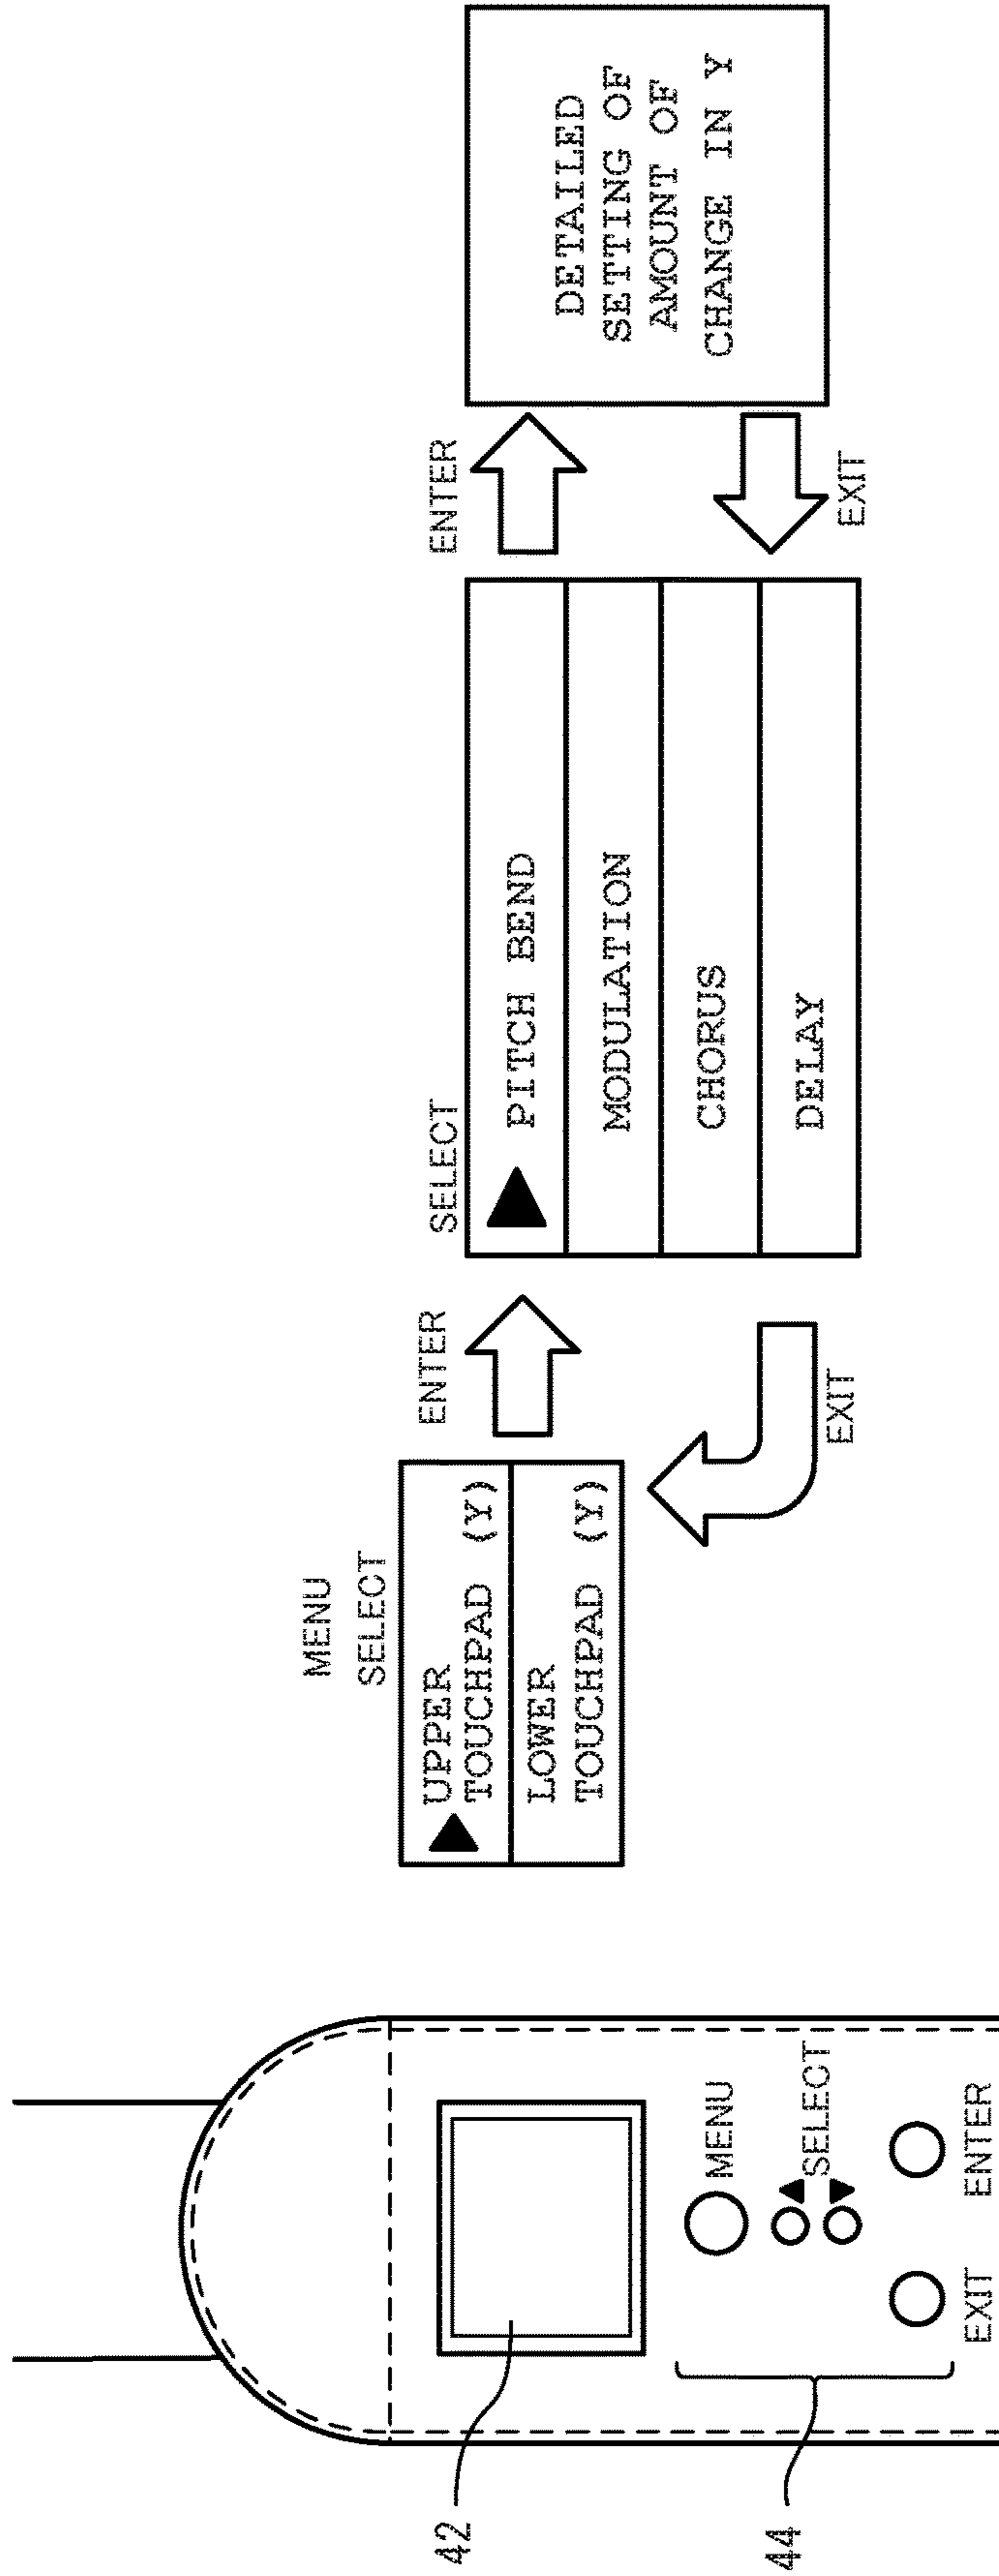 42
44
MENU
SELECT
EXIT
ENTER
MENU
SELECT
UPPER
TOUCHPAD (Y)
LOWER
TOUCHPAD (Y)
ENTER
EXIT
SELECT
PITCH BEND
MODULATION
CHORUS
DELAY
ENTER
EXIT
DETAILED
SETTING OF
AMOUNT OF
CHANGE IN Y